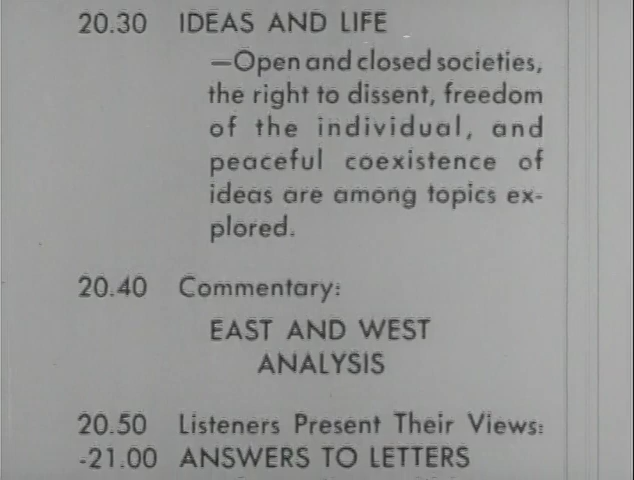 20.30 IDEAS AND LIFE
—Open and closed societies,
the right to dissent, freedom
of the individual, and
peaceful coexistence of
ideas are among topics ex-
plored.
20.40 Commentary:
EAST AND WEST
ANALYSIS
20.50 Listeners Present Their Views:
-21.00 ANSWERS TO LETTERS